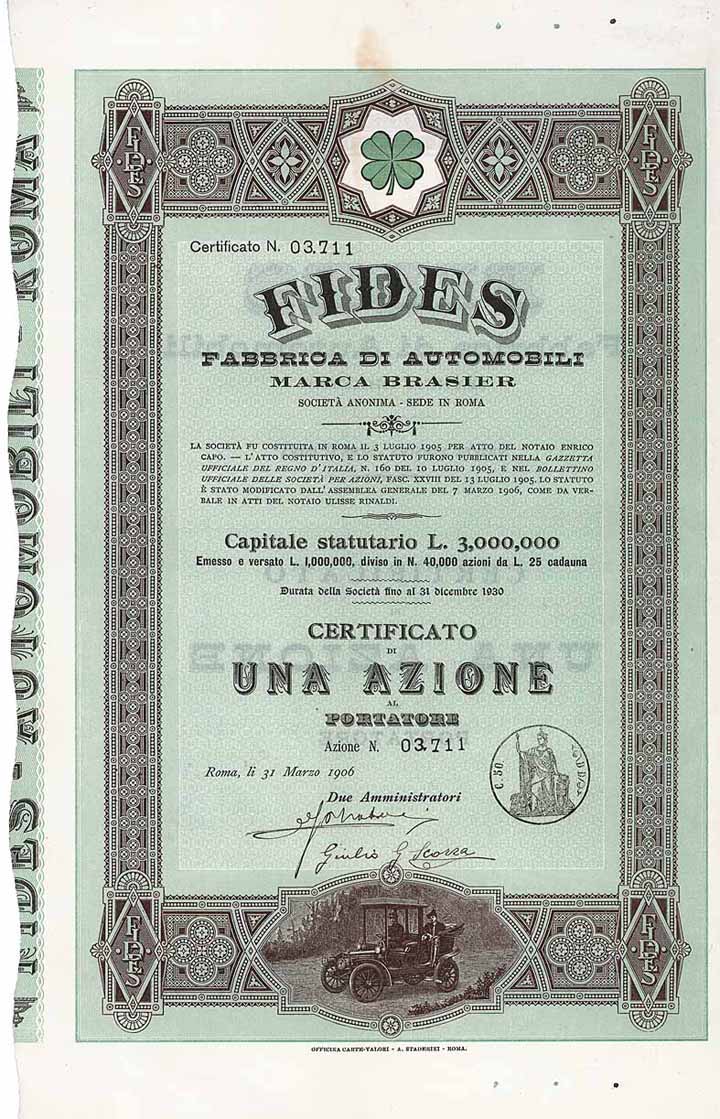 FIDES
FIDES
Certificato N. 03.711
FIDES
FABBRICA DI AUTOMOBILI
MARCA BRASIER
SOCIETÀ ANONIMA - SEDE IN ROMA
LA SOCIETÀ FU COSTITUITA IN ROMA IL 3 LUGLIO 1905 PER ATTO DEL NOTAIO ENRICO
CAPO. — L'ATTO COSTITUTIVO, E LO STATUTO FURONO PUBBLICATI NELLA GAZZETTA
UFFICIALE DEL REGNO D'ITALIA, N. 160 DEL 10 LUGLIO 1905, E NEL BOLLETTINO
UFFICIALE DELLE SOCIETÀ PER AZIONI, FASC. XXVIII DEL 13 LUGLIO 1905. LO STATUTO
È STATO MODIFICATO DALL'ASSEMBLEA GENERALE DEL 7 MARZO 1906, COME DA VER-
BALE IN ATTI DEL NOTAIO ULISSE RINALDI.
Capitale statutario L. 3,000,000
Emesso e versato L. 1,000,000, diviso in N. 40,000 azioni da L. 25 cadauna
Durata della Società fino al 31 dicembre 1930
CERTIFICATO
DI
UNA AZIONE
AL
PORTATORE
Azione N. 03.711
Roma, li 31 Marzo 1906
C. 50
Due Amministratori
Giulio G. Scorza
FIDES
FIDES
OFFICINA CARTE-VALORI - A. STADERINI - ROMA.
FIDES - AUTOMOBILI - ROMA